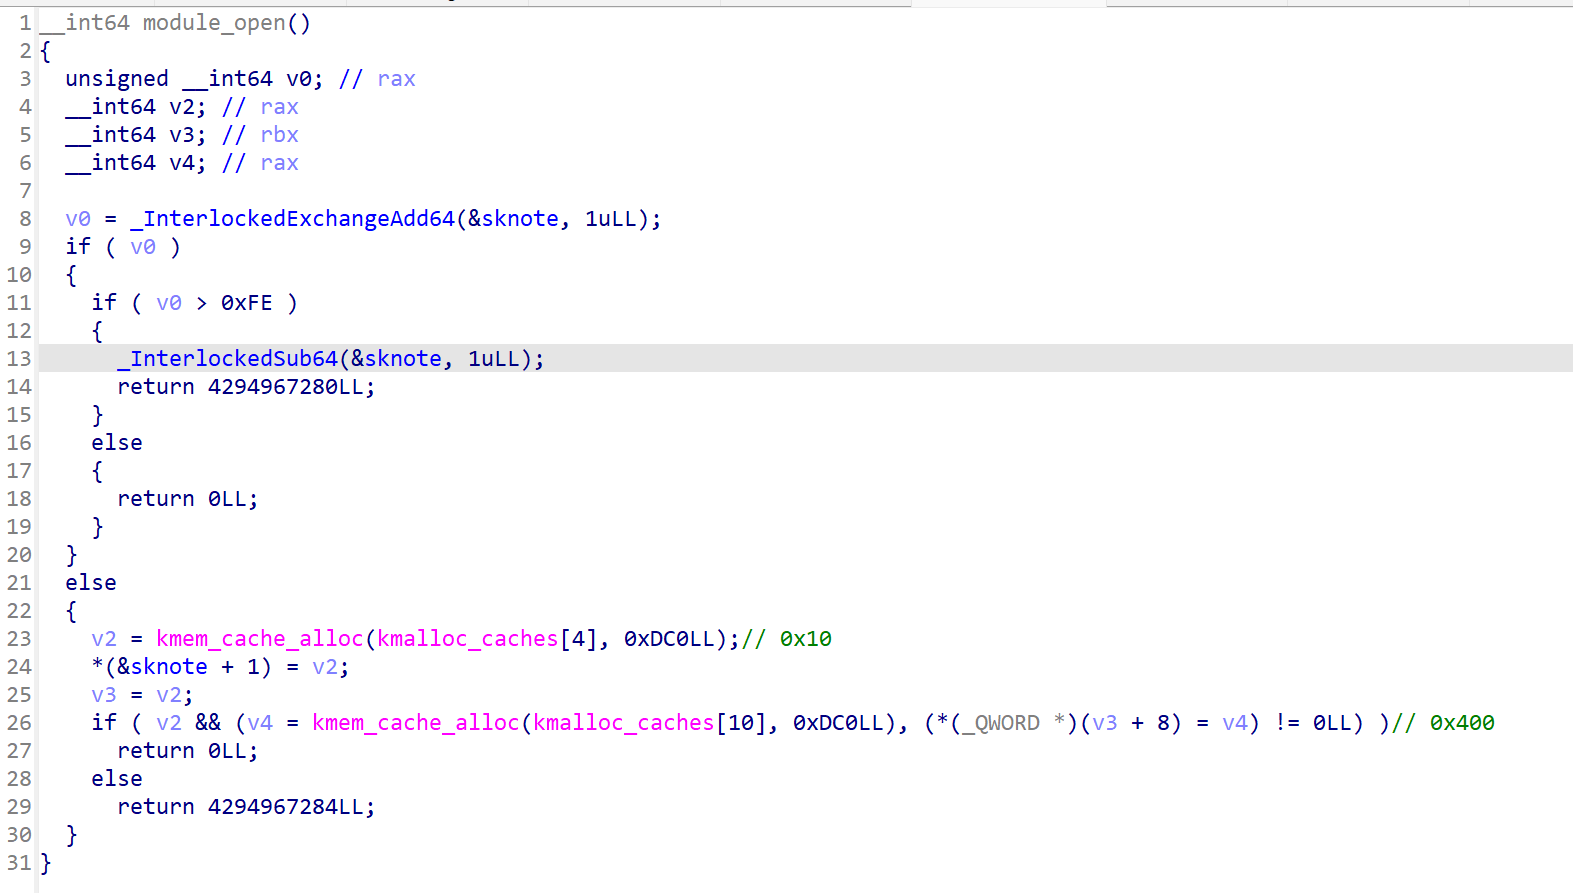 1 __int64 module_open()
2 {
3 unsigned __int64 v0; // rax
4 __int64 v2; // rax
5 __int64 v3; // rbx
6 __int64 v4; // rax
7
8 v0 = _InterlockedExchangeAdd64(&sknote, 1uLL);
9 if ( v0 )
10 {
11 if ( v0 > 0xFE )
12 {
13 _InterlockedSub64(&sknote, 1uLL);
14 return 4294967280LL;
15 }
16 else
17 {
18 return 0LL;
19 }
20 }
21 else
22 {
23 v2 = kmem_cache_alloc(kmalloc_caches[4], 0xDC0LL);// 0x10
24 *(&sknote + 1) = v2;
25 v3 = v2;
26 if ( v2 && (v4 = kmem_cache_alloc(kmalloc_caches[10], 0xDC0LL), (*(_QWORD *)(v3 + 8) = v4) != 0LL) )// 0x400
27 return 0LL;
28 else
29 return 4294967284LL;
30 }
31 }